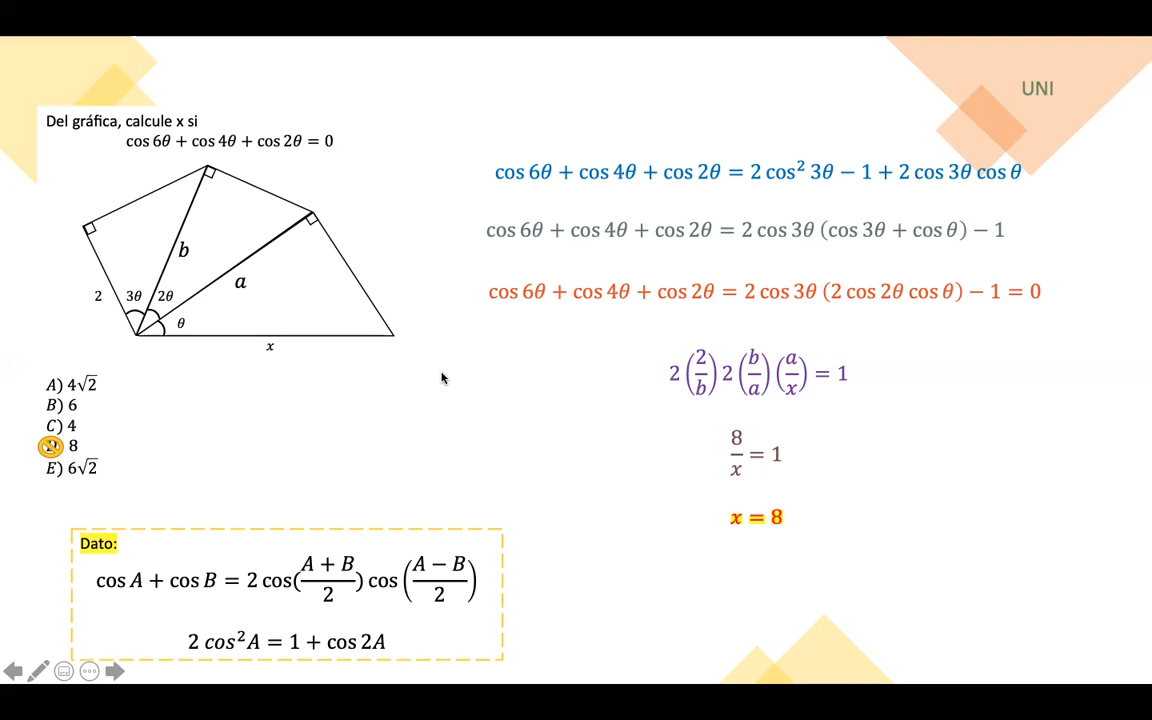 UNI
Del gráfica, calcule x si
cos 6θ + cos 4θ + cos 2θ = 0
b
a
2
3θ
2θ
θ
x
A) 4√2
B) 6
C) 4
8
E) 6√2
cos 6θ + cos 4θ + cos 2θ = 2 cos² 3θ − 1 + 2 cos 3θ cos θ
cos 6θ + cos 4θ + cos 2θ = 2 cos 3θ (cos 3θ + cos θ) − 1
cos 6θ + cos 4θ + cos 2θ = 2 cos 3θ (2 cos 2θ cos θ) − 1 = 0
2(2/b)2(b/a)(a/x) = 1
8/x = 1
x = 8
Dato:
cos A + cos B = 2 cos((A + B)/2) cos((A − B)/2)
2 cos²A = 1 + cos 2A